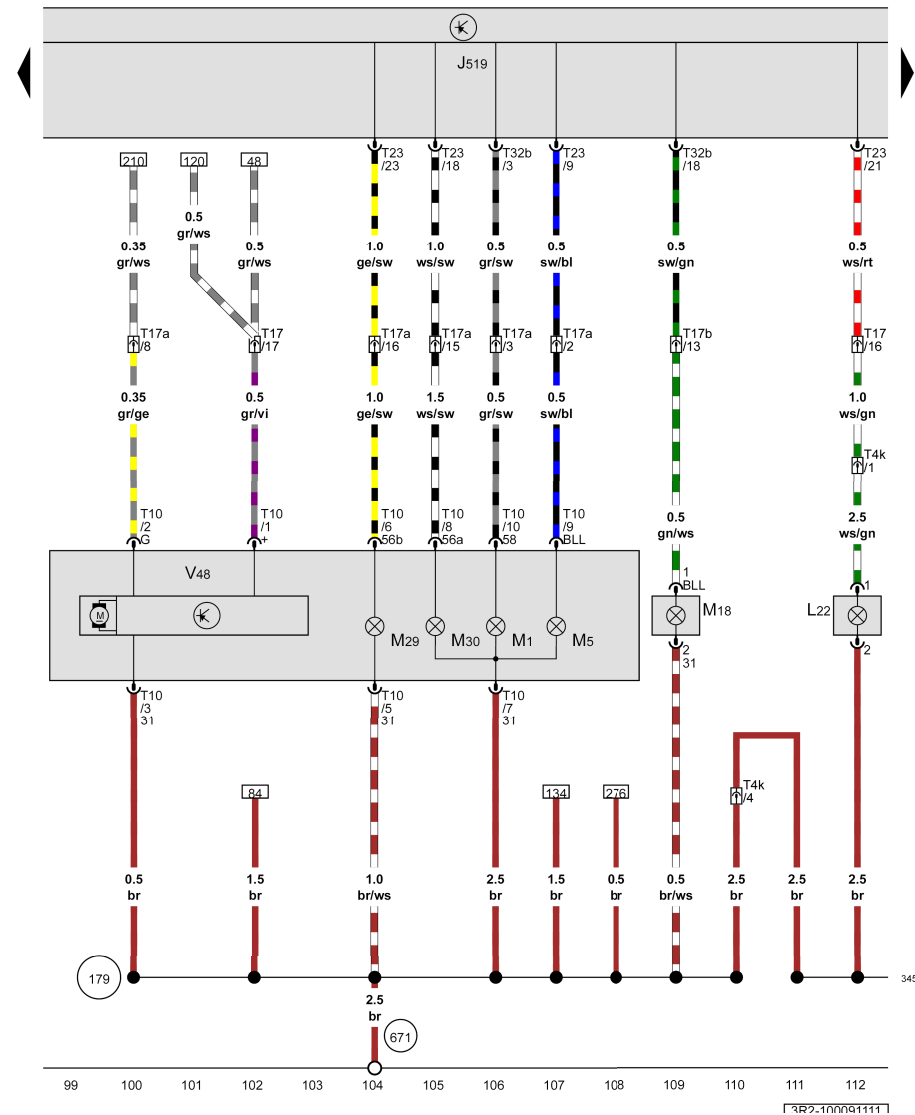 J519
T23 T23 T32b T23 T32b T23
/23 /18 /3 /9 /18 /21
210 120 48
0.5
gr/ws
0.35 0.5 1.0 1.0 0.5 0.5 0.5 0.5
gr/ws gr/ws ge/sw ws/sw gr/sw sw/bl sw/gn ws/rt
T17a T17 T17a T17a T17a T17a T17b T17
/8 /17 /16 /15 /3 /2 /13 /16
0.35 0.5 1.0 1.5 0.5 0.5 1.0
gr/ge gr/vi ge/sw ws/sw gr/sw sw/bl ws/gn
T4k
/1
T10 T10 T10 T10 T10 T10 0.5 2.5
/2 /1 /6 /8 /10 /9 gn/ws ws/gn
G + 56b 56a 58 BLL
V48 1 1
BLL
M M29 M30 M1 M5 M18 L22
2 2
31
T10 T10 T10
/3 /5 /7
31 31 31
84 134 276 T4k
/4
0.5 1.5 1.0 2.5 1.5 0.5 0.5 2.5 2.5 2.5
br br br/ws br br br br/ws br br br
179 345
2.5
br
671
99 100 101 102 103 104 105 106 107 108 109 110 111 112
3R2-100091111